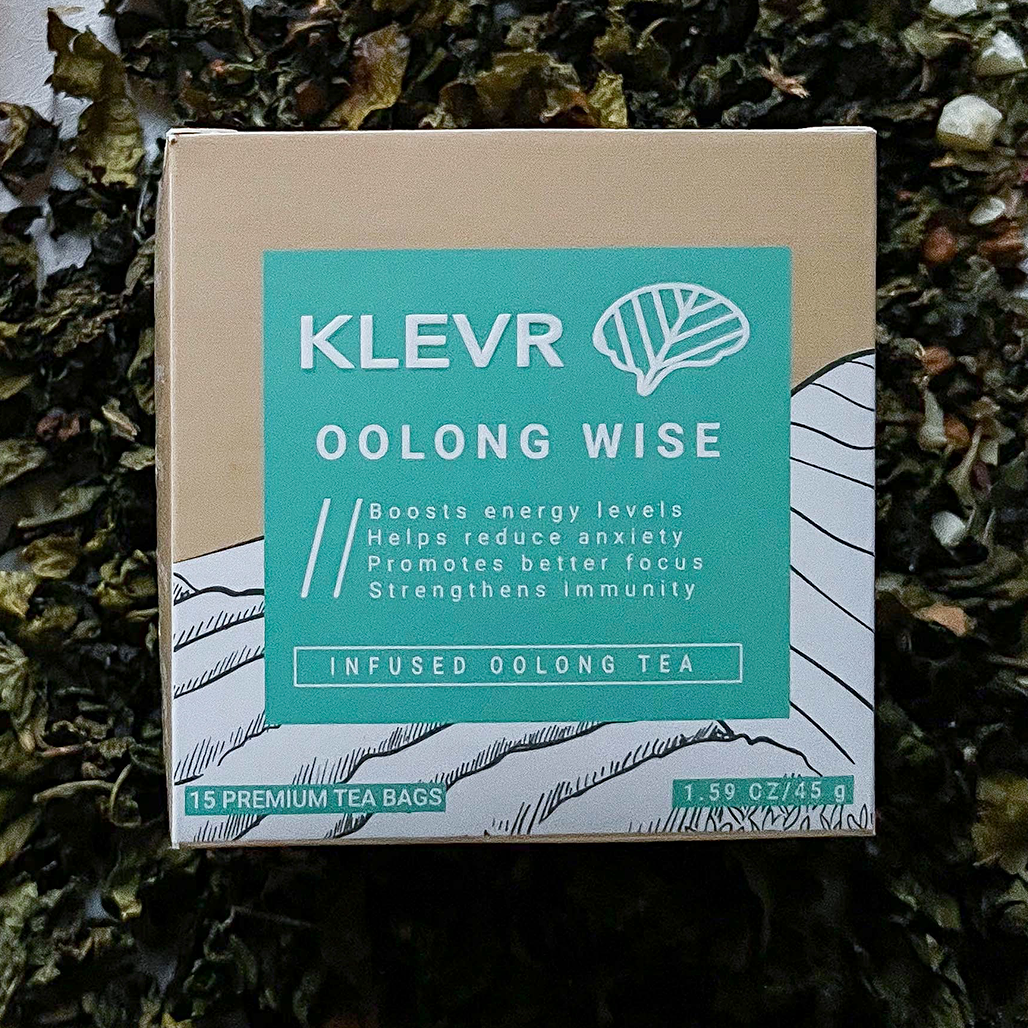 KLEVR
OOLONG WISE
Boosts energy levels
Helps reduce anxiety
Promotes better focus
Strengthens Immunity
INFUSED OOLONG TEA
15 PREMIUM TEA BAGS
1.59 OZ/45 g